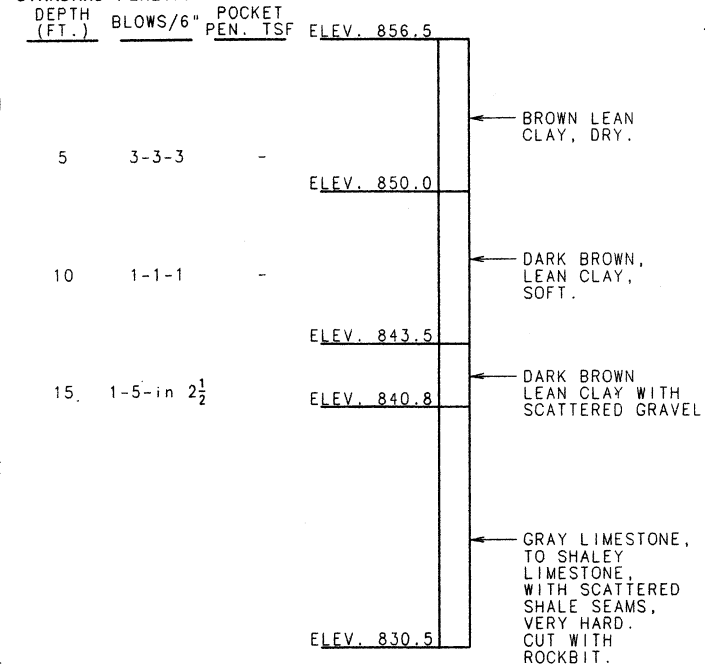 DEPTH (FT.) BLOWS/6" POCKET PEN. TSF
ELEV. 856.5
BROWN LEAN
CLAY, DRY.
5 3-3-3 -
ELEV. 850.0
DARK BROWN,
LEAN CLAY,
SOFT.
10 1-1-1 -
ELEV. 843.5
DARK BROWN
LEAN CLAY WITH
SCATTERED GRAVEL
15. 1-5-in 2½
ELEV. 840.8
GRAY LIMESTONE,
TO SHALEY
LIMESTONE,
WITH SCATTERED
SHALE SEAMS,
VERY HARD.
CUT WITH
ROCKBIT.
ELEV. 830.5